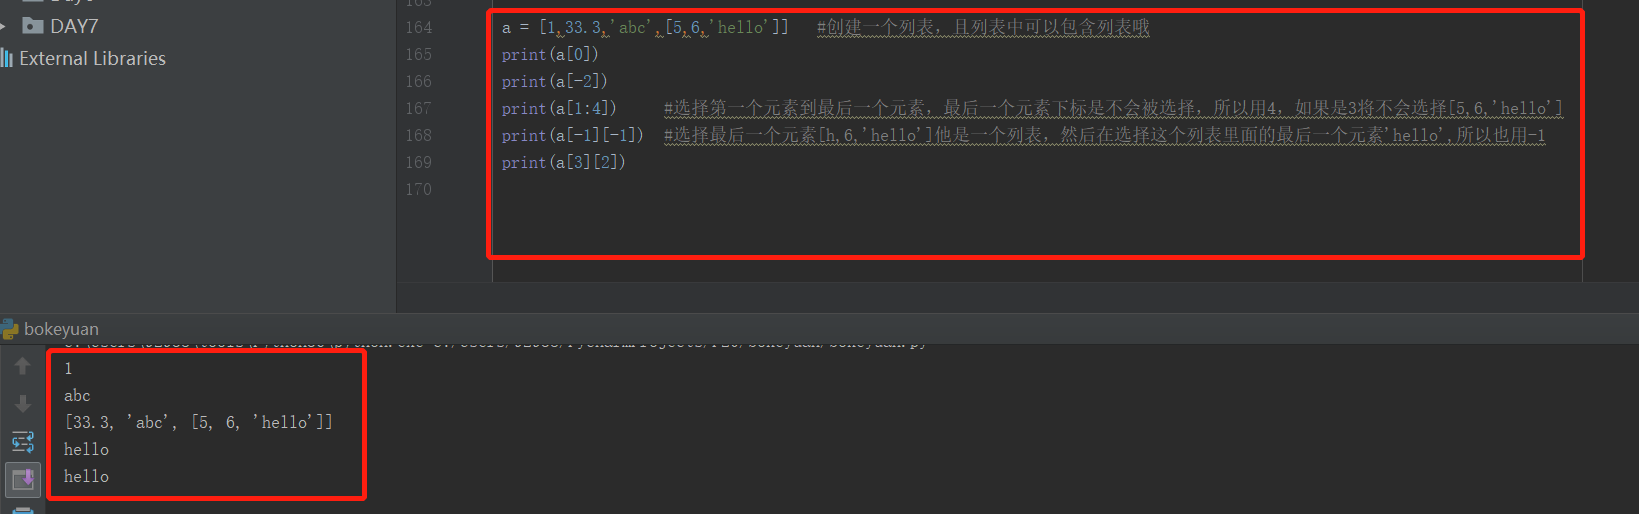 DAY7
External Libraries
164 a = [1,33.3,'abc',[5,6,'hello']] #创建一个列表，且列表中可以包含列表哦
165 print(a[0])
166 print(a[-2])
167 print(a[1:4]) #选择第一个元素到最后一个元素，最后一个元素下标是不会被选择，所以用4，如果是3将不会选择[5,6,'hello']
168 print(a[-1][-1]) #选择最后一个元素[h,6,'hello']他是一个列表，然后在选择这个列表里面的最后一个元素'hello',所以也用-1
169 print(a[3][2])
170
bokeyuan
1
abc
[33.3, 'abc', [5, 6, 'hello']]
hello
hello